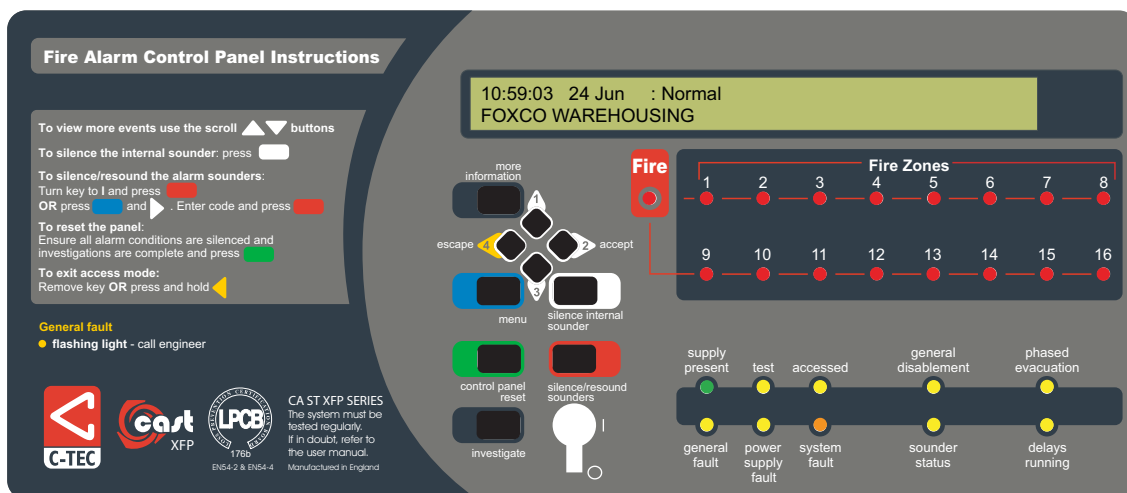 Fire Alarm Control Panel Instructions
To view more events use the scroll buttons
To silence the internal sounder: press
To silence/resound the alarm sounders:
Turn key to I and press
OR press and . Enter code and press
To reset the panel:
Ensure all alarm conditions are silenced and
investigations are complete and press
To exit access mode:
Remove key OR press and hold
General fault
flashing light - call engineer
C-TEC
cast
XFP
LOSS PREVENTION CERTIFICATION BOARD
LPCB
176b
EN54-2 & EN54-4
CA ST XFP SERIES
The system must be
tested regularly.
If in doubt, refer to
the user manual.
Manufactured in England
10:59:03 24 Jun : Normal
FOXCO WAREHOUSING
more
information
1
escape 4
2 accept
3
menu
silence internal
sounder
control panel
reset
silence/resound
sounders
investigate
I
O
Fire
Fire Zones
1 2 3 4 5 6 7 8
9 10 11 12 13 14 15 16
supply
present
test
accessed
general
disablement
phased
evacuation
general
fault
power
supply
fault
system
fault
sounder
status
delays
running